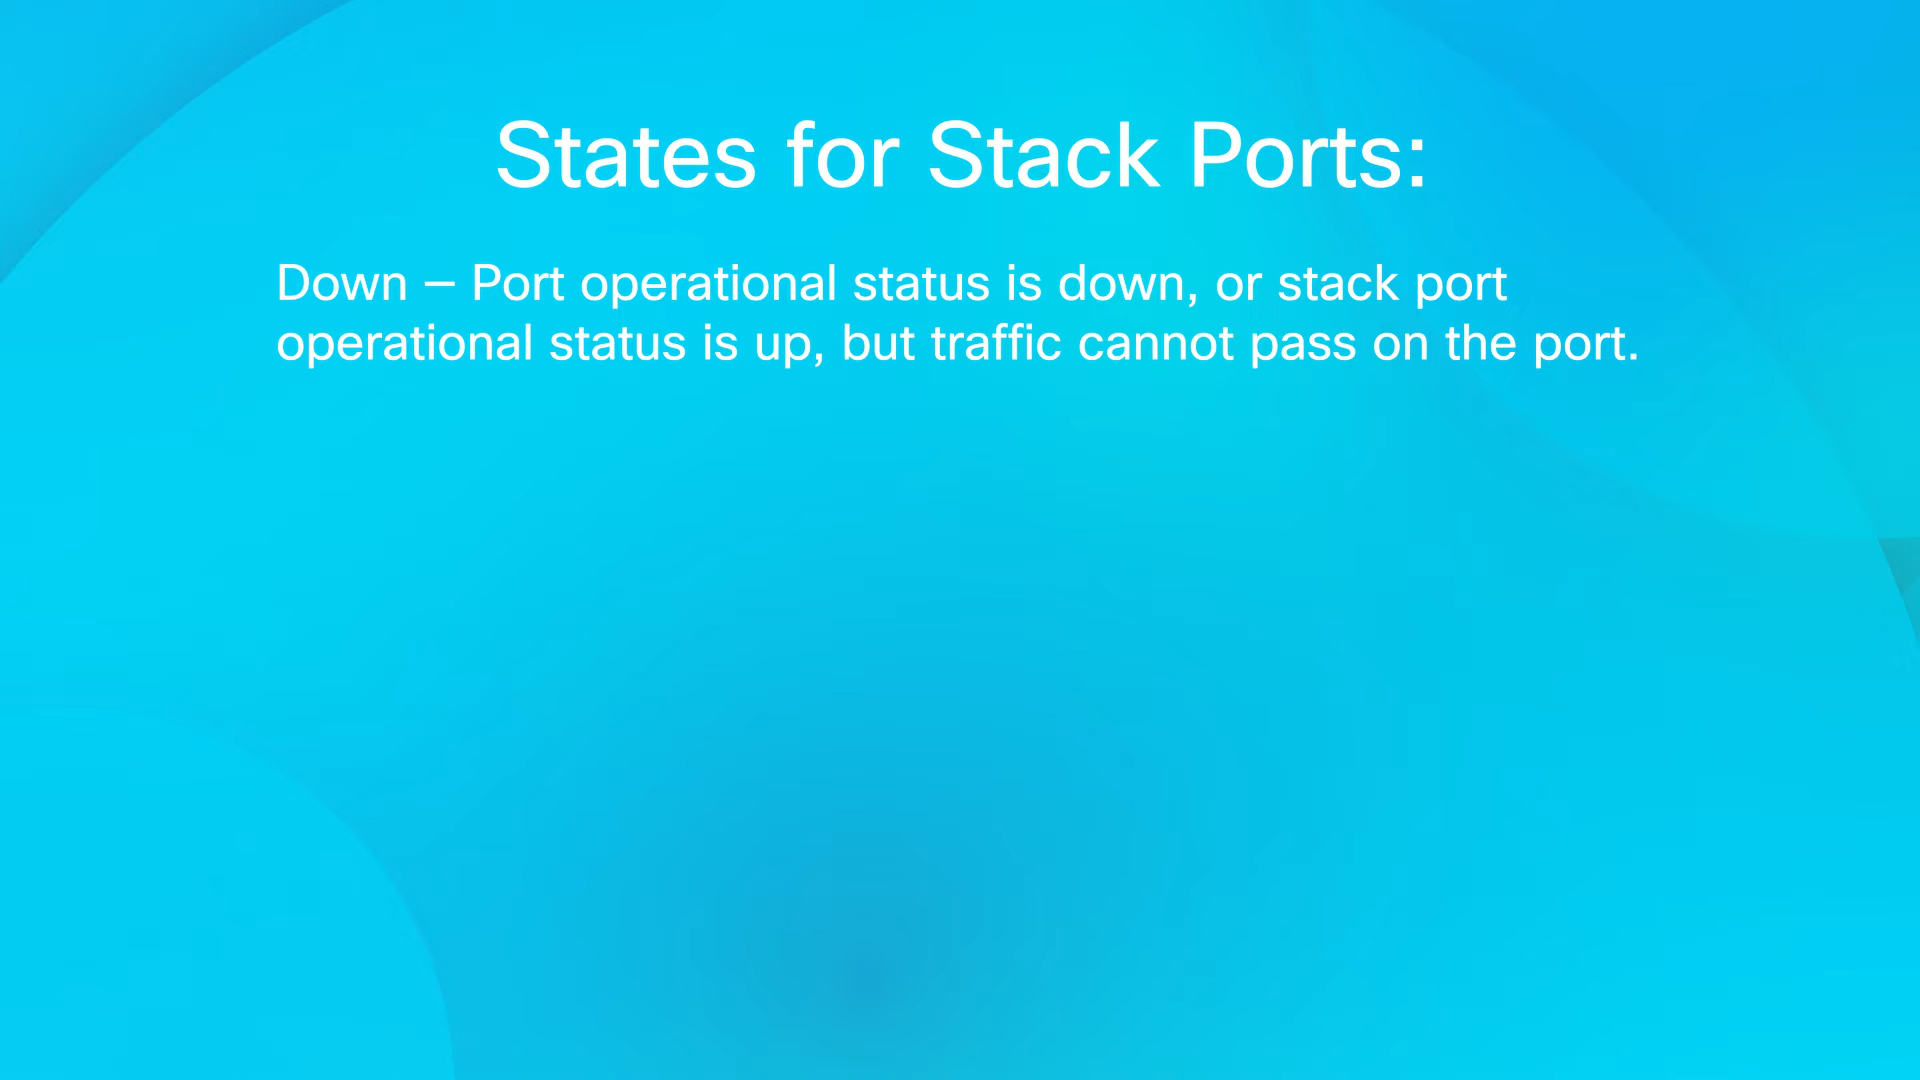 States for Stack Ports:
Down – Port operational status is down, or stack port
operational status is up, but traffic cannot pass on the port.